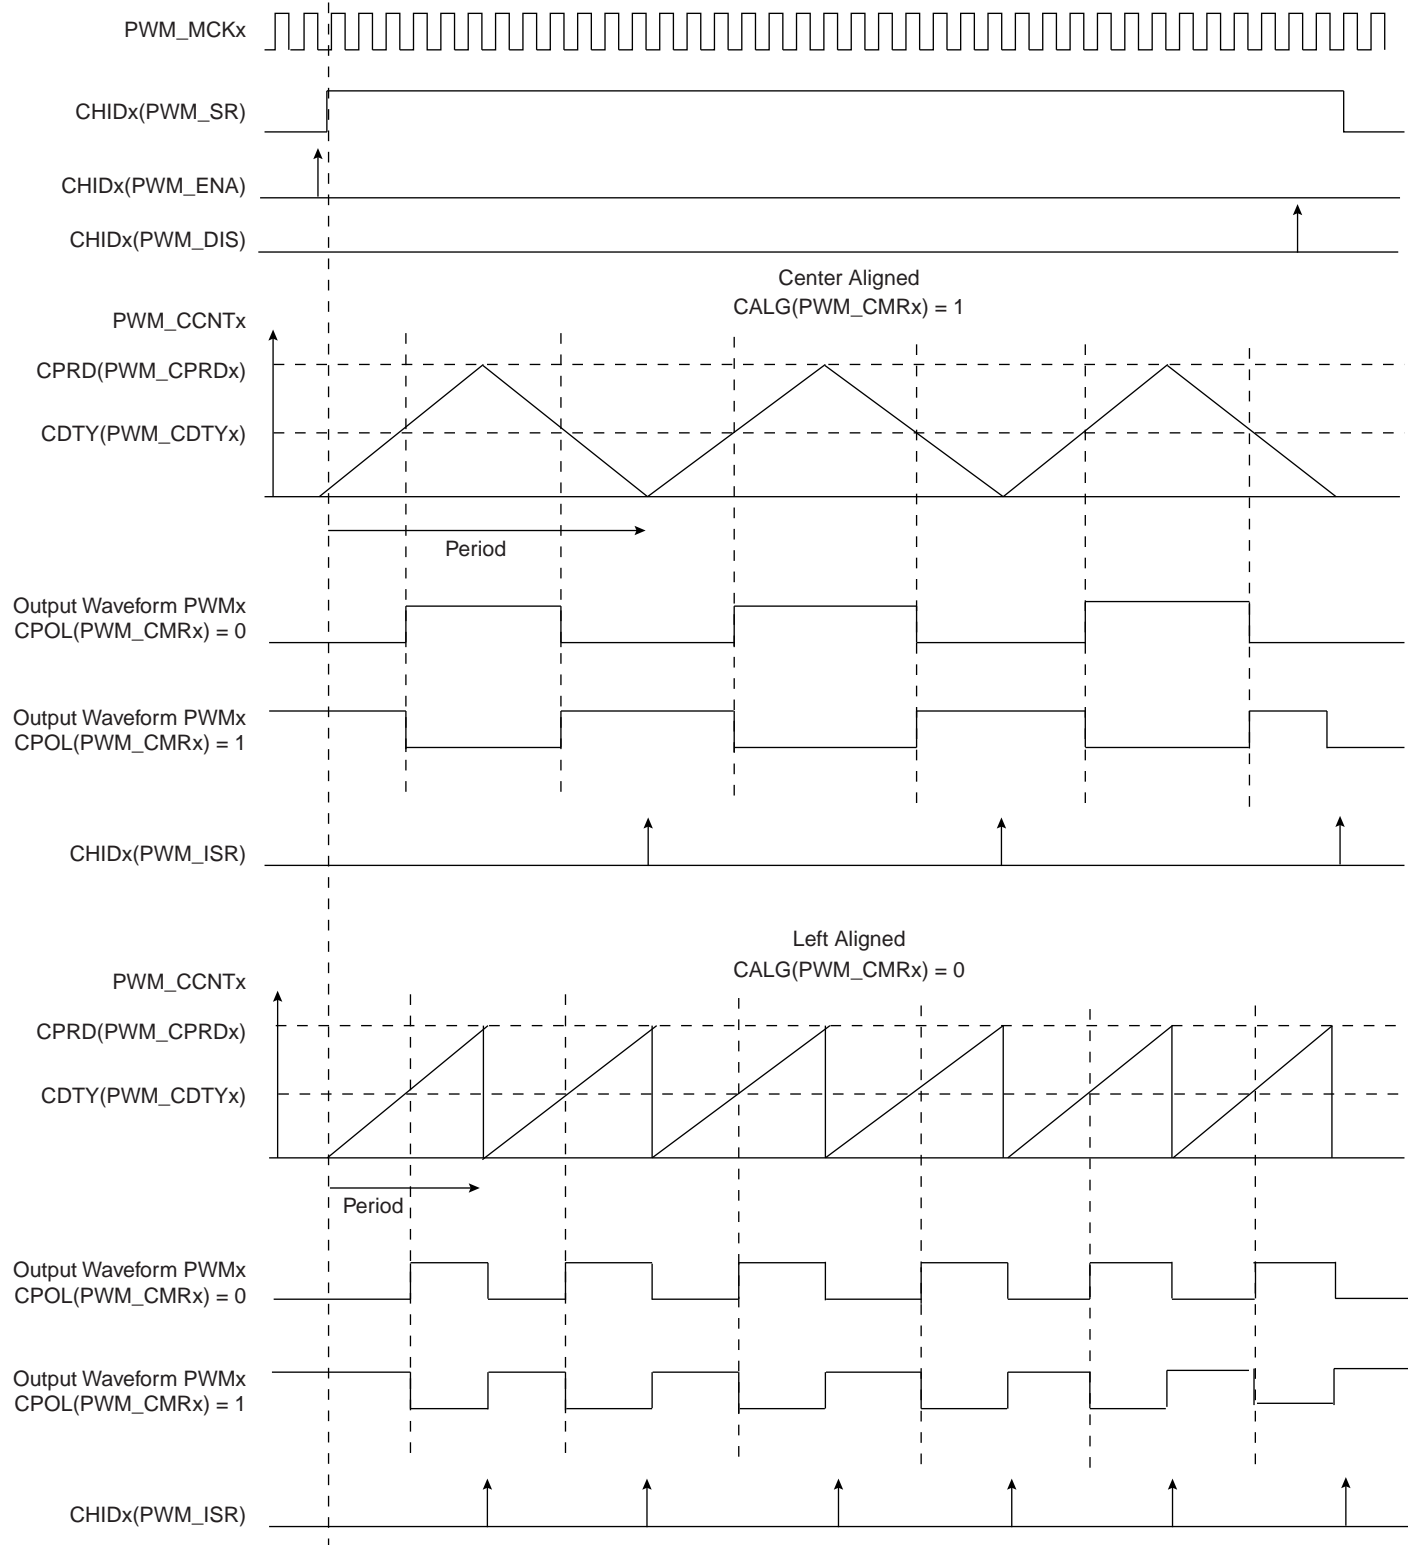 PWM_MCKx
CHIDx(PWM_SR)
CHIDx(PWM_ENA)
CHIDx(PWM_DIS)
Center Aligned
CALG(PWM_CMRx) = 1
PWM_CCNTx
CPRD(PWM_CPRDx)
CDTY(PWM_CDTYx)
Period
Output Waveform PWMx
CPOL(PWM_CMRx) = 0
Output Waveform PWMx
CPOL(PWM_CMRx) = 1
CHIDx(PWM_ISR)
Left Aligned
CALG(PWM_CMRx) = 0
PWM_CCNTx
CPRD(PWM_CPRDx)
CDTY(PWM_CDTYx)
Period
Output Waveform PWMx
CPOL(PWM_CMRx) = 0
Output Waveform PWMx
CPOL(PWM_CMRx) = 1
CHIDx(PWM_ISR)